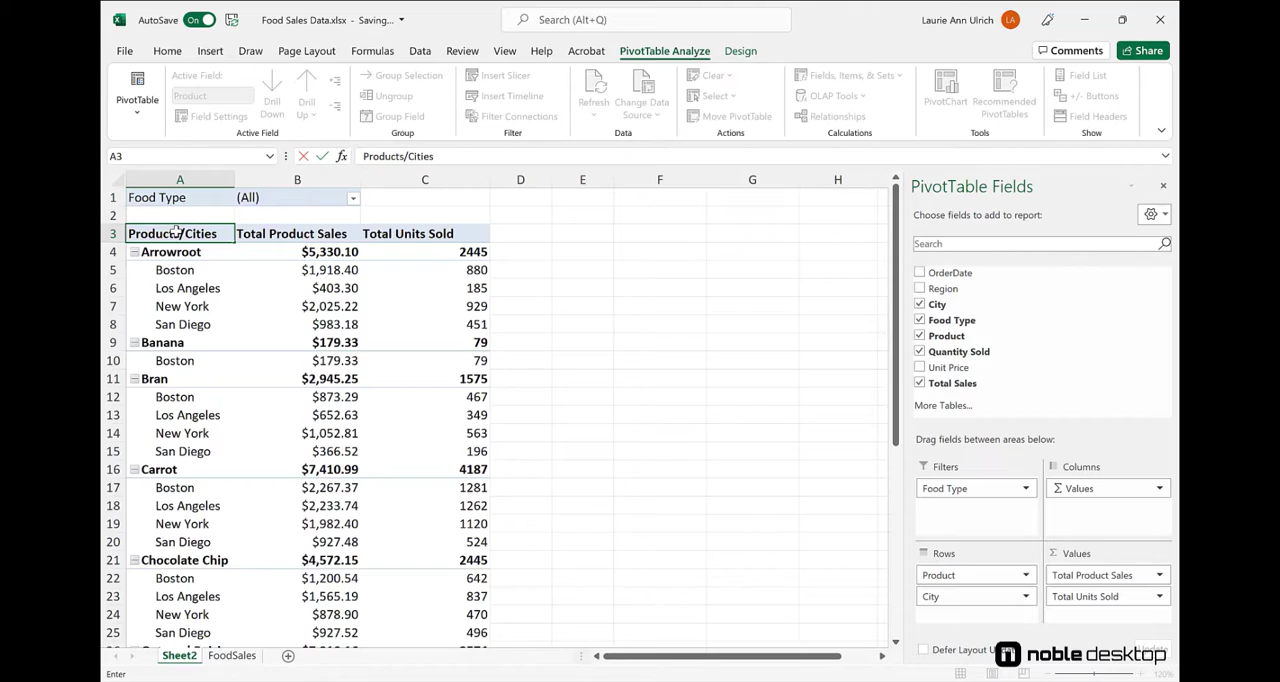 AutoSave On Food Sales Data.xlsx • Saving... Search (Alt+Q) Laurie Ann Ulrich LA
File Home Insert Draw Page Layout Formulas Data Review View Help Acrobat PivotTable Analyze Design Comments Share
PivotTable
Active Field:
Product
Field Settings
Drill Down
Drill Up
Active Field
Group Selection
Ungroup
Group Field
Group
Insert Slicer
Insert Timeline
Filter Connections
Filter
Refresh
Change Data Source
Data
Clear
Select
Move PivotTable
Actions
Fields, Items, & Sets
OLAP Tools
Relationships
Calculations
PivotChart
Recommended PivotTables
Tools
Field List
+/- Buttons
Field Headers
Show
A3 fx Products/Cities
A B C D E F G H
1 Food Type (All)
2
3 Products/Cities Total Product Sales Total Units Sold
4 Arrowroot $5,330.10 2445
5 Boston $1,918.40 880
6 Los Angeles $403.30 185
7 New York $2,025.22 929
8 San Diego $983.18 451
9 Banana $179.33 79
10 Boston $179.33 79
11 Bran $2,945.25 1575
12 Boston $873.29 467
13 Los Angeles $652.63 349
14 New York $1,052.81 563
15 San Diego $366.52 196
16 Carrot $7,410.99 4187
17 Boston $2,267.37 1281
18 Los Angeles $2,233.74 1262
19 New York $1,982.40 1120
20 San Diego $927.48 524
21 Chocolate Chip $4,572.15 2445
22 Boston $1,200.54 642
23 Los Angeles $1,565.19 837
24 New York $878.90 470
25 San Diego $927.52 496
PivotTable Fields
Choose fields to add to report:
Search
OrderDate
Region
City
Food Type
Product
Quantity Sold
Unit Price
Total Sales
More Tables...
Drag fields between areas below:
Filters Columns
Food Type Σ Values
Rows Σ Values
Product Total Product Sales
City Total Units Sold
Defer Layout
noble desktop
Sheet2 FoodSales
Enter 120%